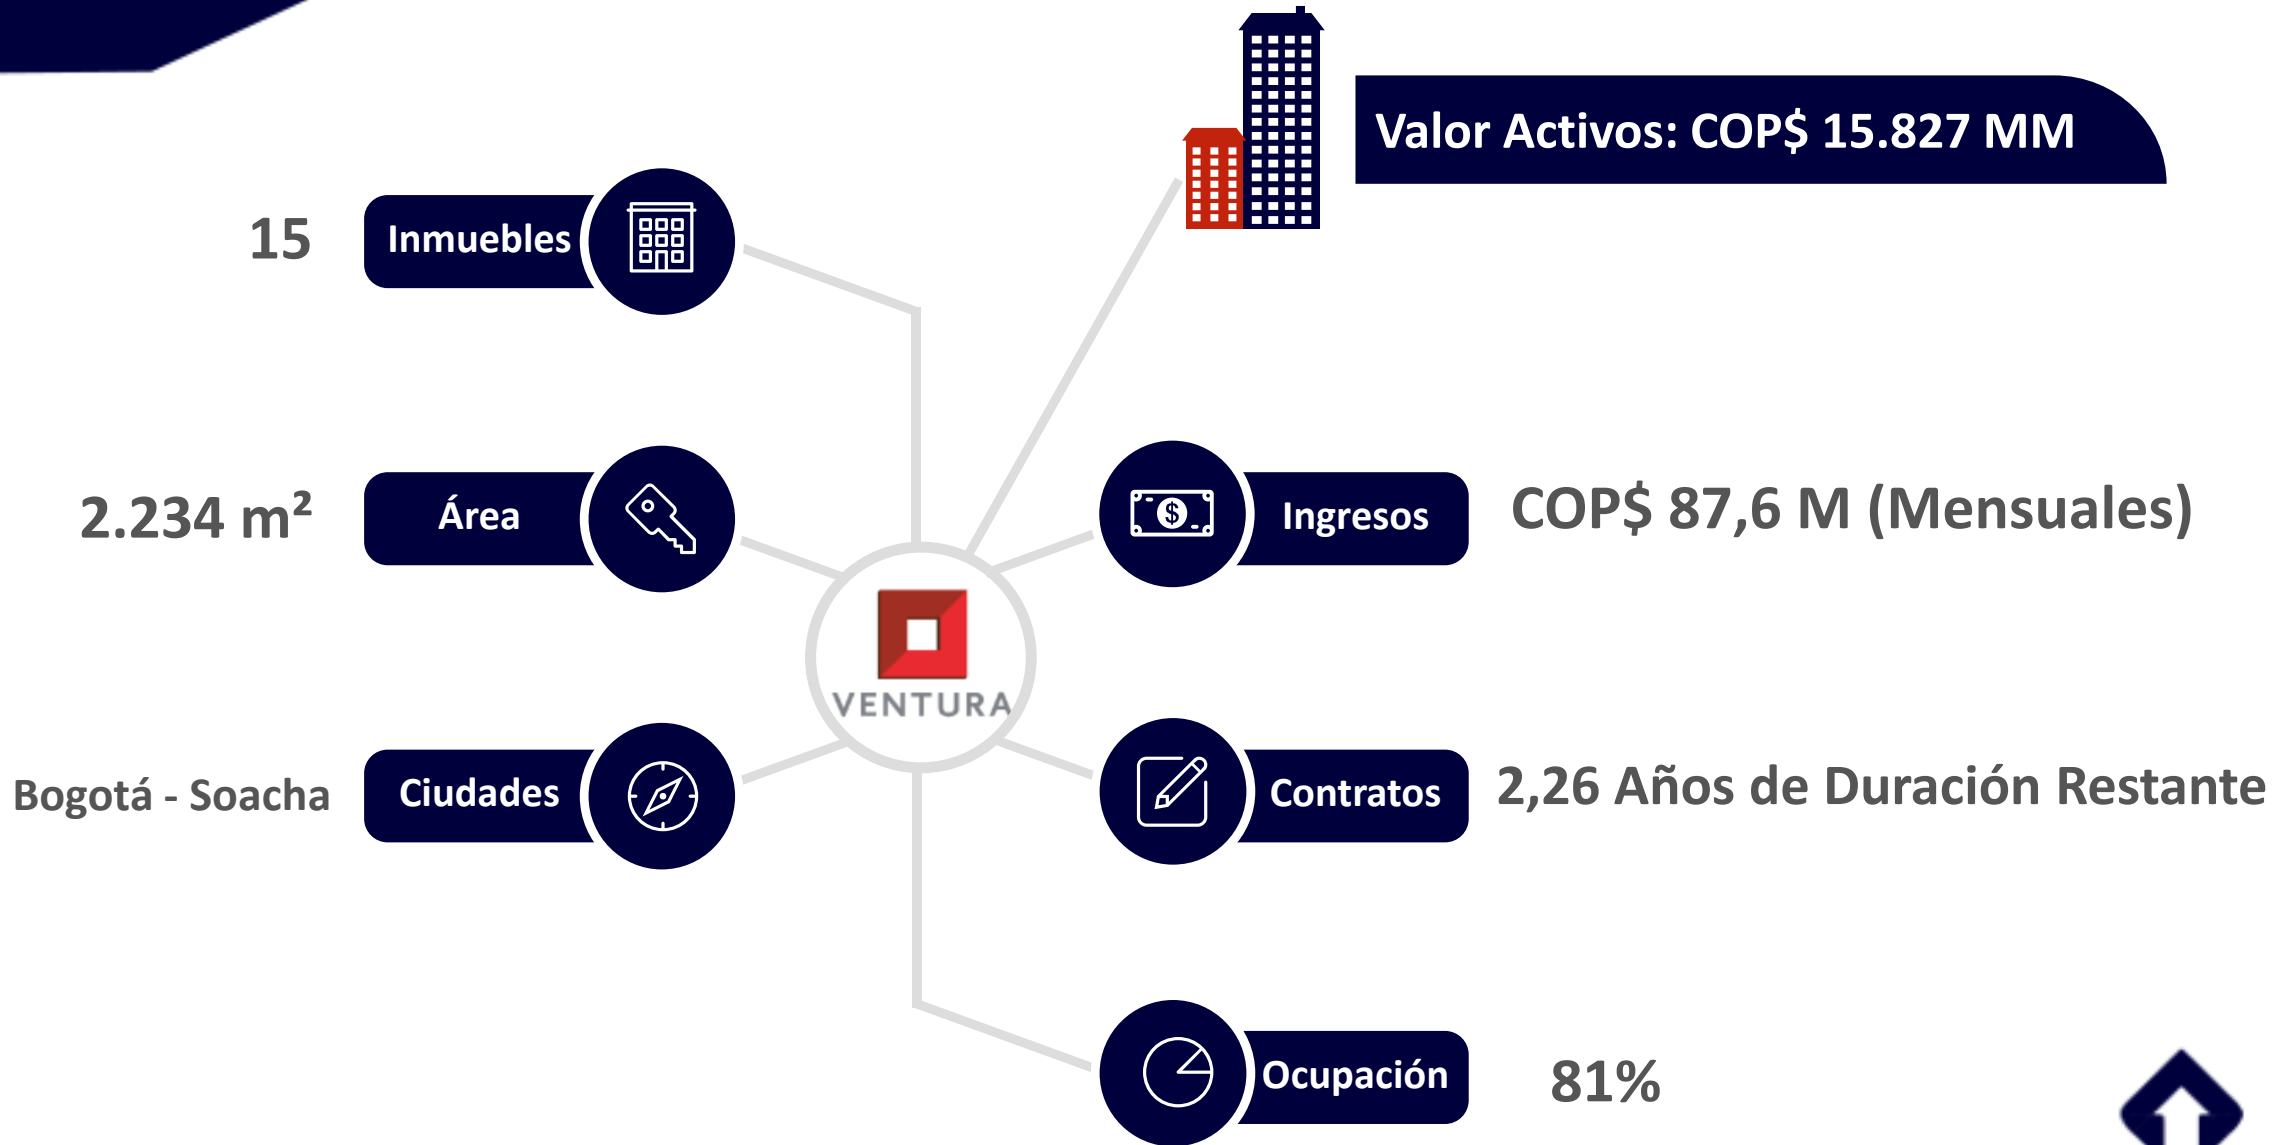 Valor Activos: COP$ 15.827 MM
15
Inmuebles
2.234 m²
Área
Bogotá - Soacha
Ciudades
VENTURA
$
Ingresos
COP$ 87,6 M (Mensuales)
Contratos
2,26 Años de Duración Restante
Ocupación
81%